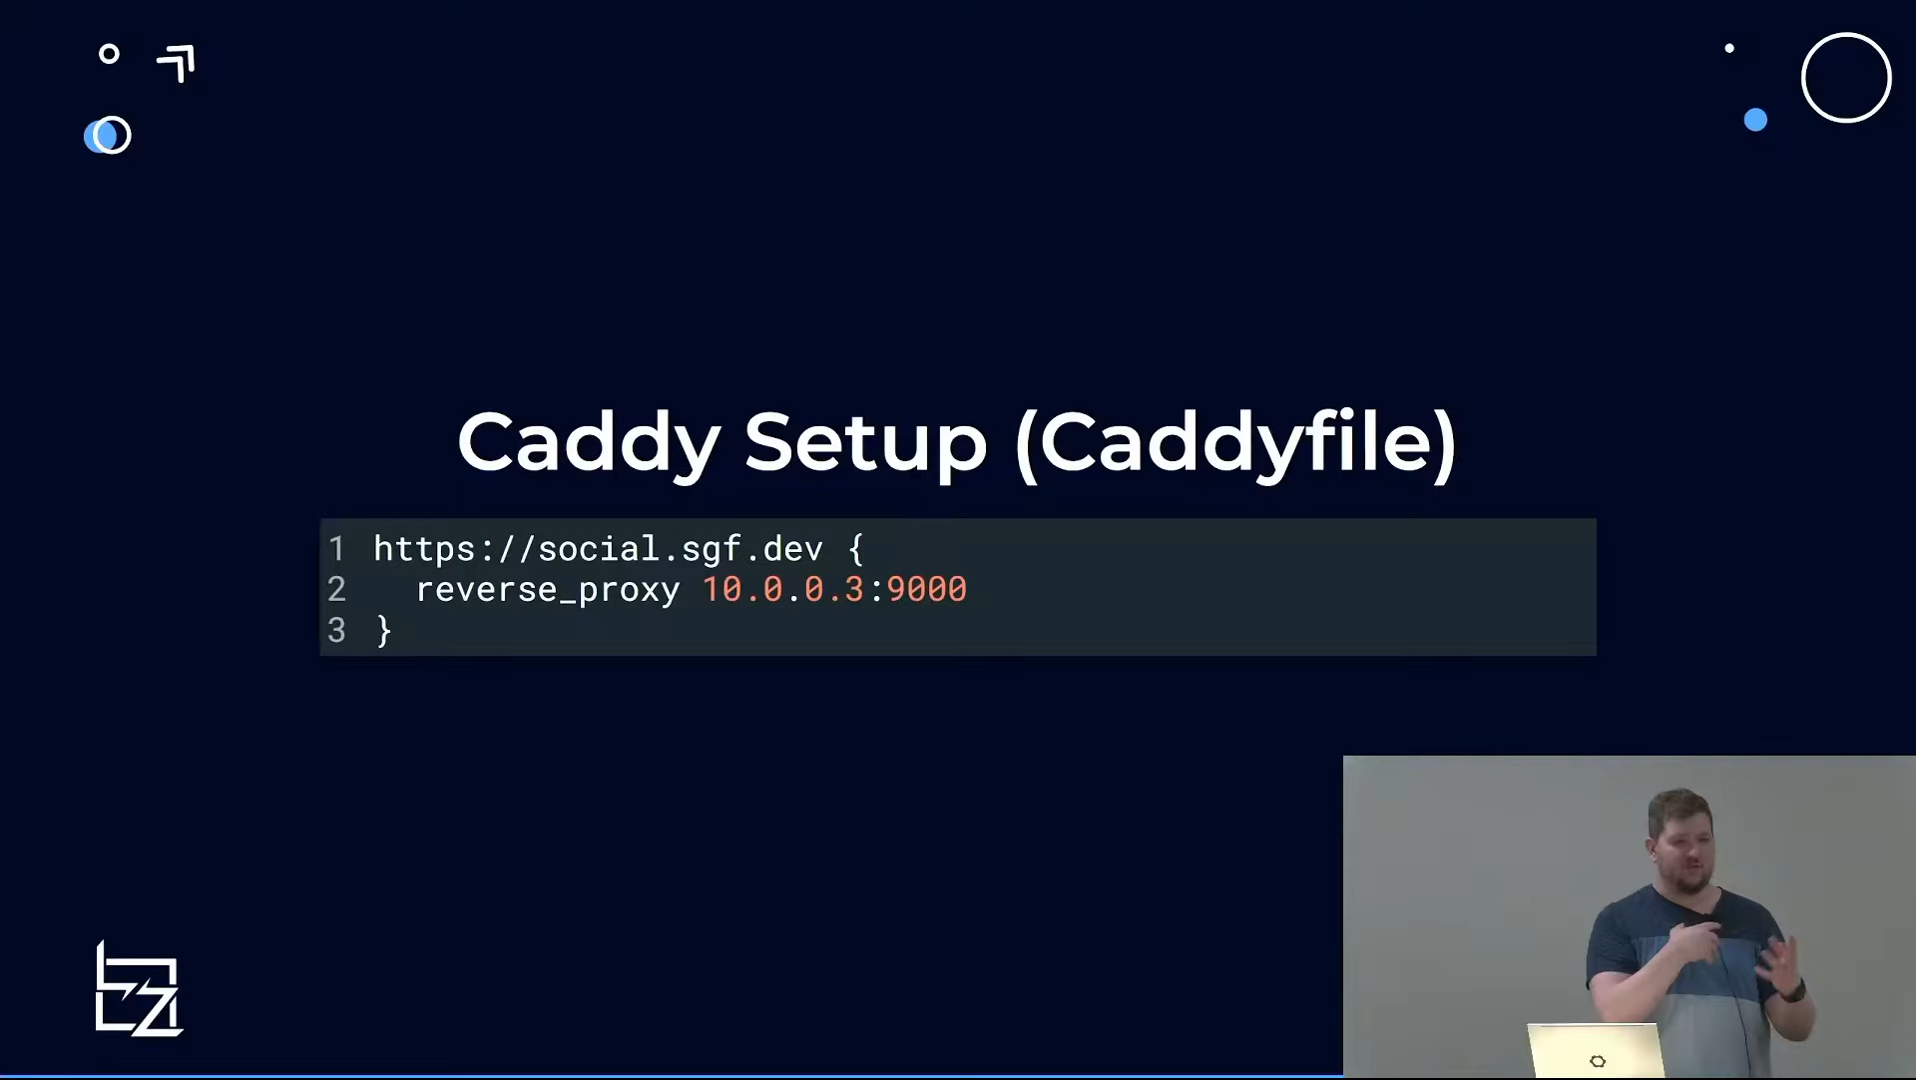 Caddy Setup (Caddyfile)
1 https://social.sgf.dev {
2   reverse_proxy 10.0.0.3:9000
3 }